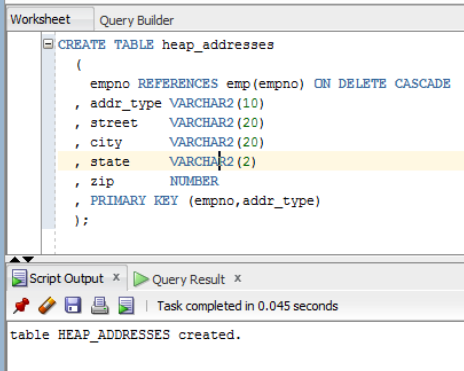 Worksheet Query Builder
CREATE TABLE heap_addresses
(
empno REFERENCES emp(empno) ON DELETE CASCADE
, addr_type VARCHAR2(10)
, street VARCHAR2(20)
, city VARCHAR2(20)
, state VARCHAR2(2)
, zip NUMBER
, PRIMARY KEY (empno,addr_type)
);
Script Output x Query Result x
Task completed in 0.045 seconds
table HEAP_ADDRESSES created.